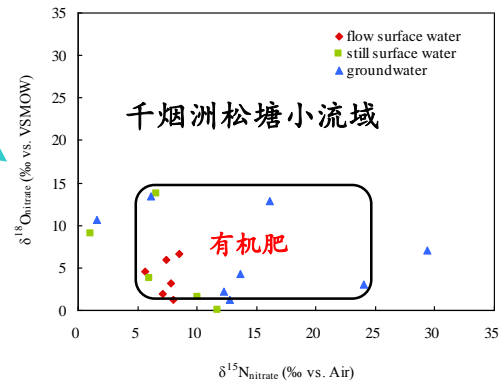 flow surface water
still surface water
groundwater
千烟洲松塘小流域
有机肥
δ18Onitrate (‰ vs. VSMOW)
35
30
25
20
15
10
5
0
0 5 10 15 20 25 30 35
δ15Nnitrate (‰ vs. Air)